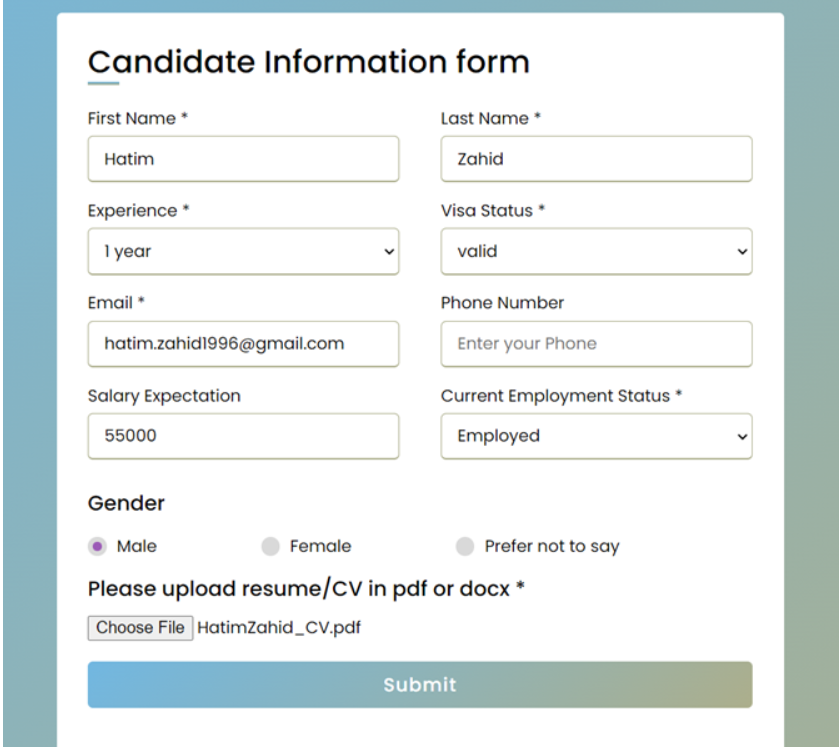 Candidate Information form
First Name * Last Name *
Hatim Zahid
Experience * Visa Status *
1 year valid
Email * Phone Number
hatim.zahid1996@gmail.com Enter your Phone
Salary Expectation Current Employment Status *
55000 Employed
Gender
Male Female Prefer not to say
Please upload resume/CV in pdf or docx *
Choose File HatimZahid_CV.pdf
Submit